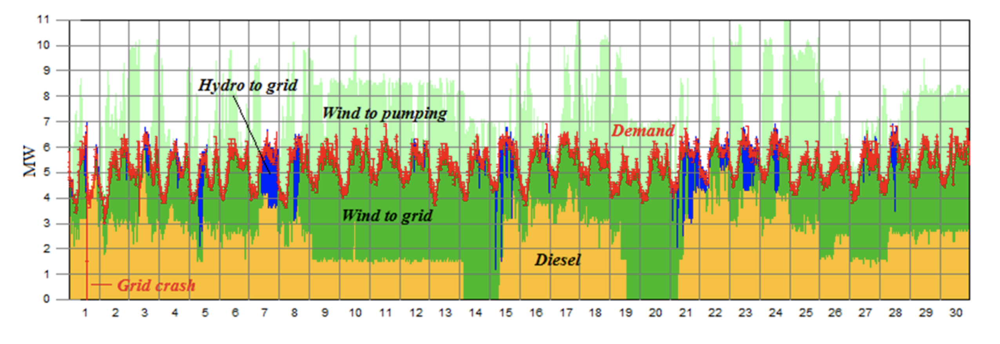 11
10
9
8
7
6
5
4
3
2
1
0
MW
Hydro to grid
Wind to pumping
Demand
Wind to grid
Diesel
Grid crash
1 2 3 4 5 6 7 8 9 10 11 12 13 14 15 16 17 18 19 20 21 22 23 24 25 26 27 28 29 30